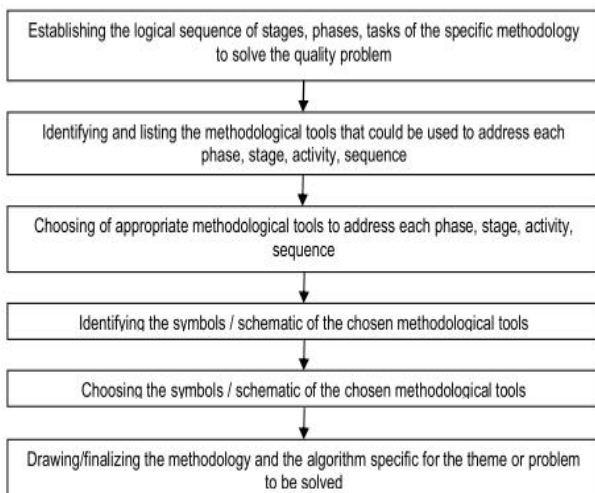 Establishing the logical sequence of stages, phases, tasks of the specific methodology
to solve the quality problem
Identifying and listing the methodological tools that could be used to address each
phase, stage, activity, sequence
Choosing of appropriate methodological tools to address each phase, stage, activity,
sequence
Identifying the symbols / schematic of the chosen methodological tools
Choosing the symbols / schematic of the chosen methodological tools
Drawing/finalizing the methodology and the algorithm specific for the theme or problem
to be solved